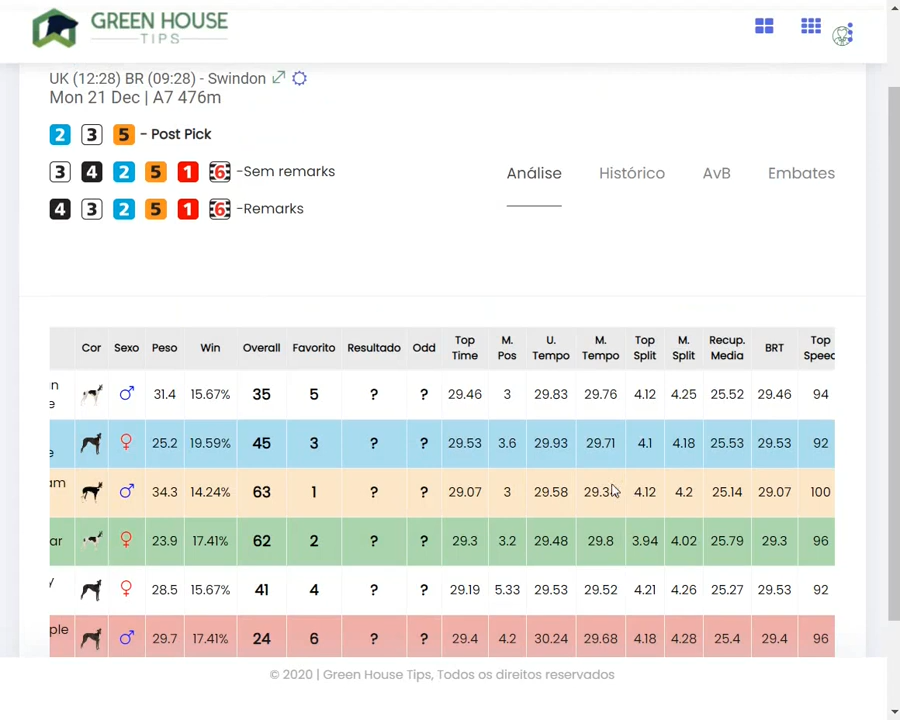 GREEN HOUSE
TIPS
UK (12:28) BR (09:28) - Swindon
Mon 21 Dec | A7 476m
2 3 5 - Post Pick
3 4 2 5 1 6 -Sem remarks
4 3 2 5 1 6 -Remarks
Análise Histórico AvB Embates
Cor Sexo Peso Win Overall Favorito Resultado Odd Top Time M. Pos U. Tempo M. Tempo Top Split M. Split Recup. Media BRT Top Speed
n e 31.4 15.67% 35 5 ? ? 29.46 3 29.83 29.76 4.12 4.25 25.52 29.46 94
e 25.2 19.59% 45 3 ? ? 29.53 3.6 29.93 29.71 4.1 4.18 25.53 29.53 92
am 34.3 14.24% 63 1 ? ? 29.07 3 29.58 29.3 4.12 4.2 25.14 29.07 100
ar 23.9 17.41% 62 2 ? ? 29.3 3.2 29.48 29.8 3.94 4.02 25.79 29.3 96
y 28.5 15.67% 41 4 ? ? 29.19 5.33 29.53 29.52 4.21 4.26 25.27 29.53 92
ple 29.7 17.41% 24 6 ? ? 29.4 4.2 30.24 29.68 4.18 4.28 25.4 29.4 96
© 2020 | Green House Tips, Todos os direitos reservados